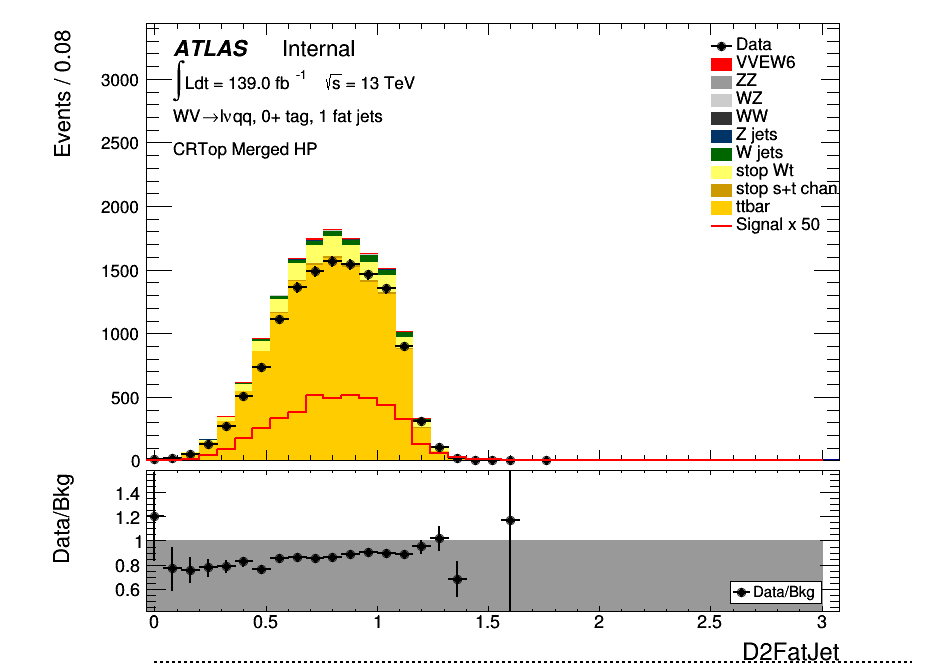 ATLAS Internal
∫Ldt = 139.0 fb⁻¹ √s = 13 TeV
WV→lνqq, 0+ tag, 1 fat jets
CRTop Merged HP
Data
VVEW6
ZZ
WZ
WW
Z jets
W jets
stop Wt
stop s+t chan
ttbar
Signal x 50
Events / 0.08
3000
2500
2000
1500
1000
500
0
Data/Bkg
1.4
1.2
1
0.8
0.6
Data/Bkg
0 0.5 1 1.5 2 2.5 3
D2FatJet